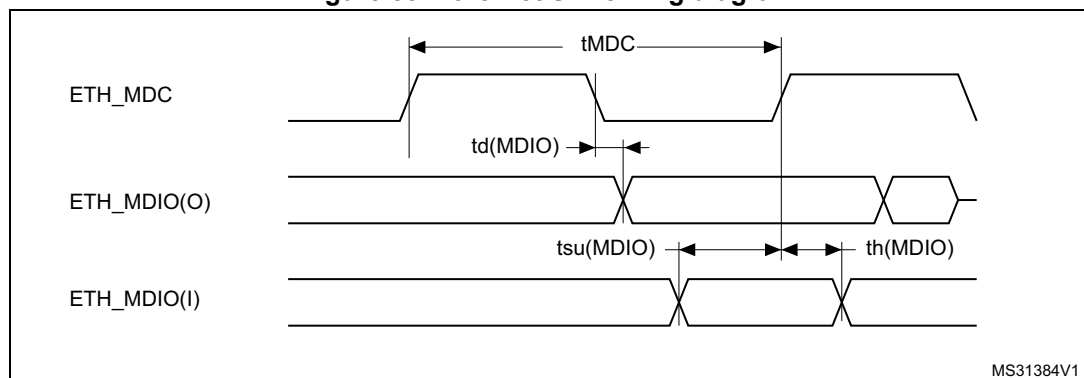 tMDC
ETH_MDC
td(MDIO)
ETH_MDIO(O)
tsu(MDIO)
th(MDIO)
ETH_MDIO(I)
MS31384V1